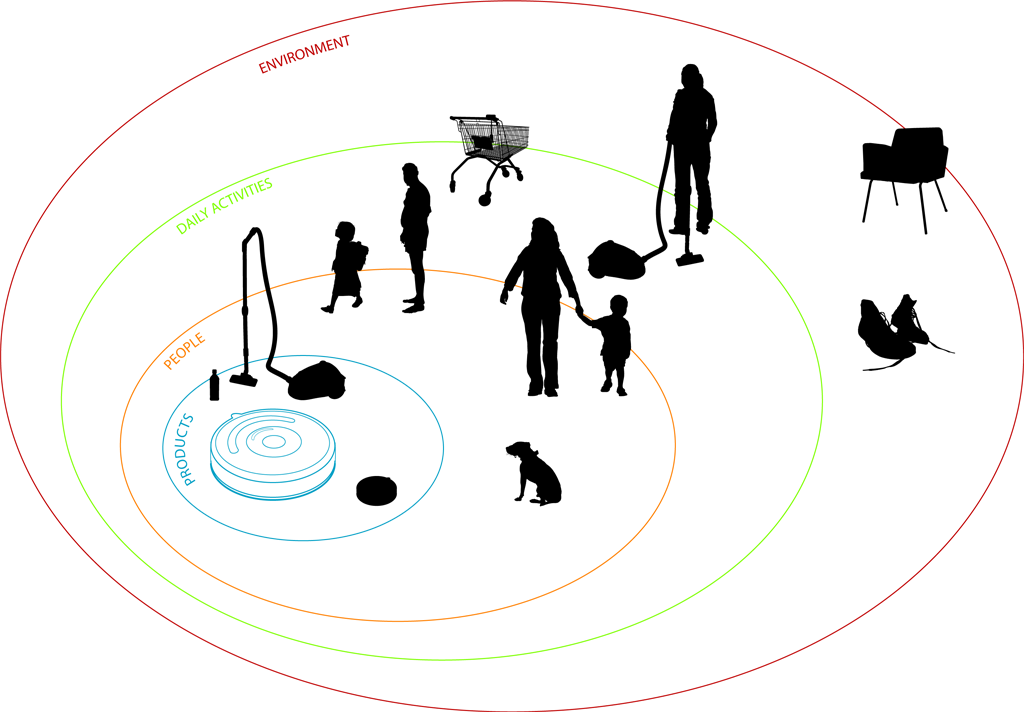 ENVIRONMENT
DAILY ACTIVITIES
PEOPLE
PRODUCTS